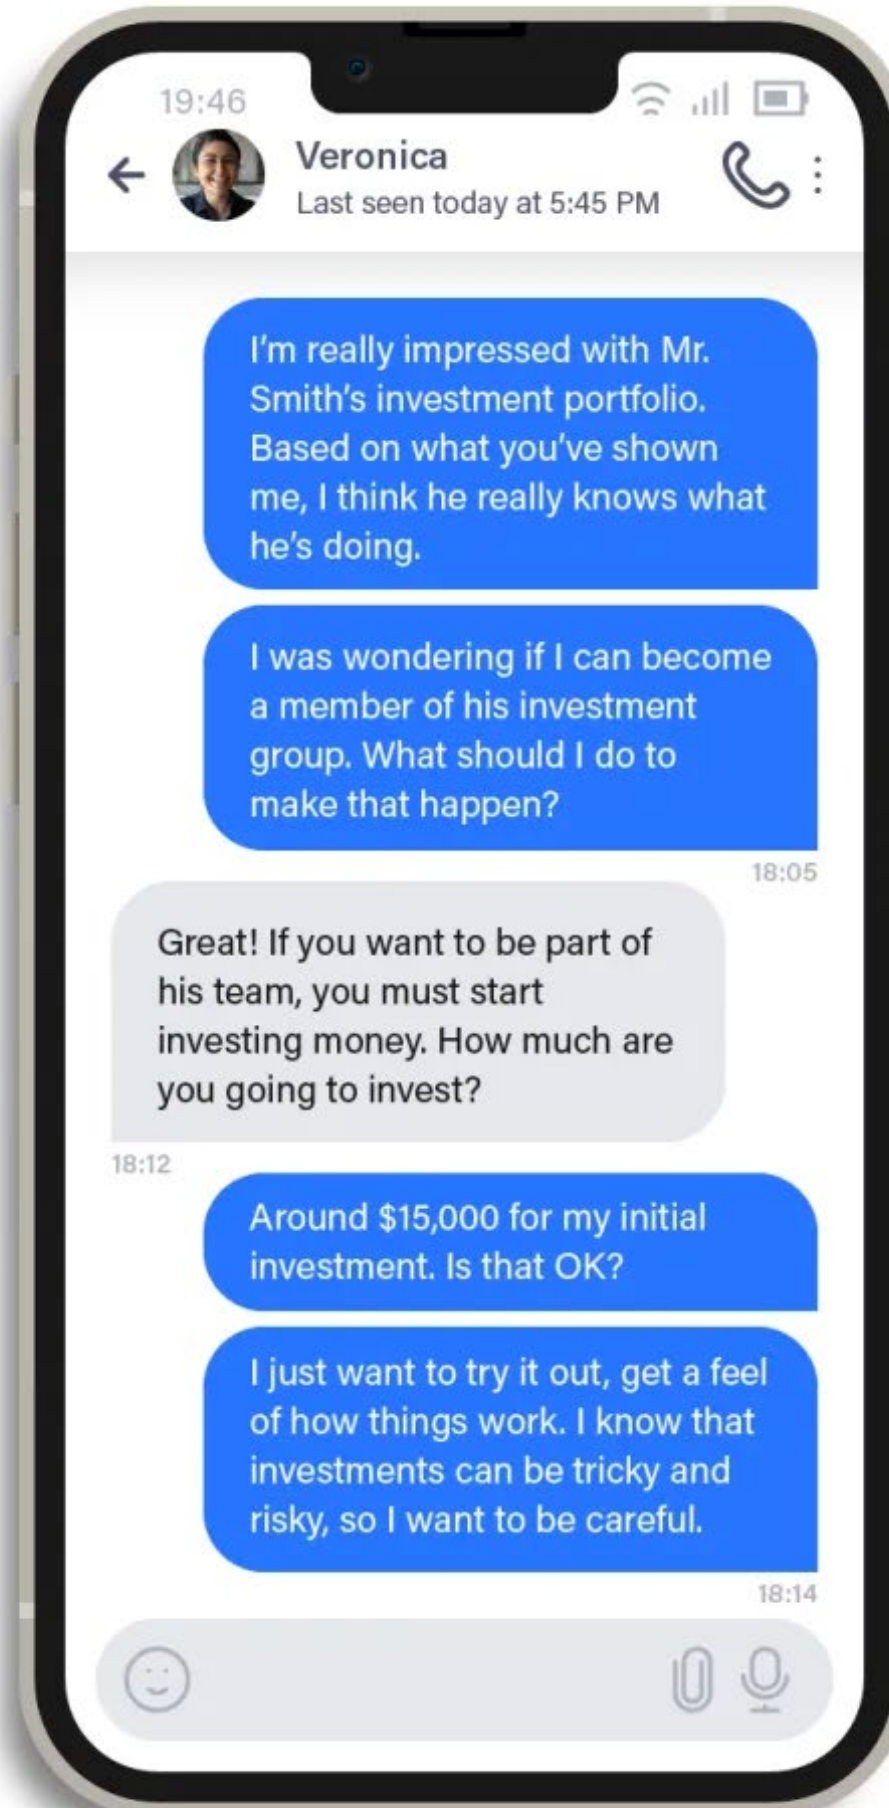 19:46
Veronica
Last seen today at 5:45 PM
I’m really impressed with Mr.
Smith’s investment portfolio.
Based on what you’ve shown
me, I think he really knows what
he’s doing.
I was wondering if I can become
a member of his investment
group. What should I do to
make that happen?
18:05
Great! If you want to be part of
his team, you must start
investing money. How much are
you going to invest?
18:12
Around $15,000 for my initial
investment. Is that OK?
I just want to try it out, get a feel
of how things work. I know that
investments can be tricky and
risky, so I want to be careful.
18:14